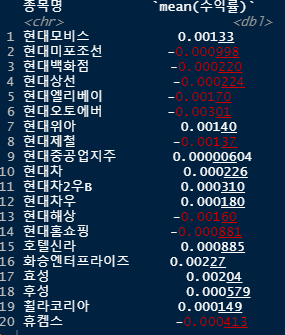 종목명 `mean(수익률)`
<chr> <dbl>
1 현대모비스 0.00133
2 현대미포조선 -0.000998
3 현대백화점 -0.000220
4 현대상선 -0.000224
5 현대엘리베이 -0.00170
6 현대오토에버 -0.00301
7 현대위아 0.00140
8 현대제철 -0.00137
9 현대중공업지주 0.00000604
10 현대차 0.000226
11 현대차2우B 0.000310
12 현대차우 0.000180
13 현대해상 -0.00160
14 현대홈쇼핑 -0.000881
15 호텔신라 0.000885
16 화승엔터프라이즈 0.00227
17 효성 0.00204
18 후성 0.000579
19 휠라코리아 0.000149
20 휴켐스 -0.000413